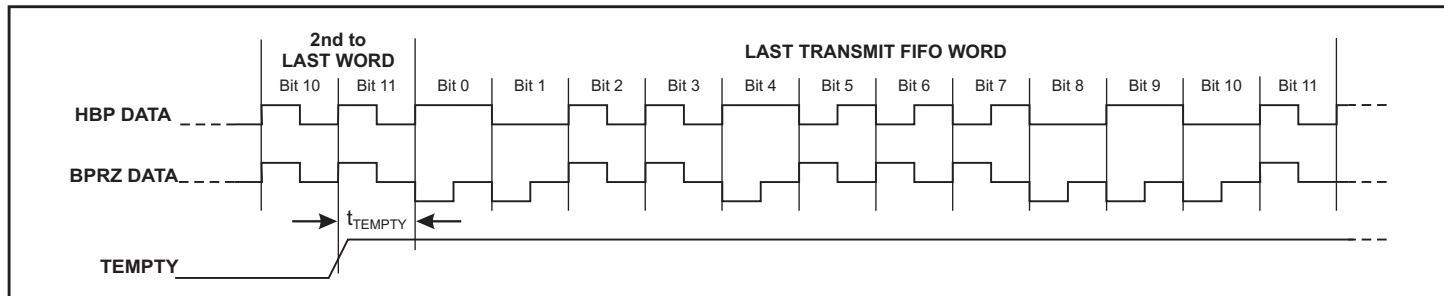 2nd to
LAST WORD
LAST TRANSMIT FIFO WORD
Bit 10 Bit 11 Bit 0 Bit 1 Bit 2 Bit 3 Bit 4 Bit 5 Bit 6 Bit 7 Bit 8 Bit 9 Bit 10 Bit 11
HBP DATA
BPRZ DATA
tTEMPTY
TEMPTY